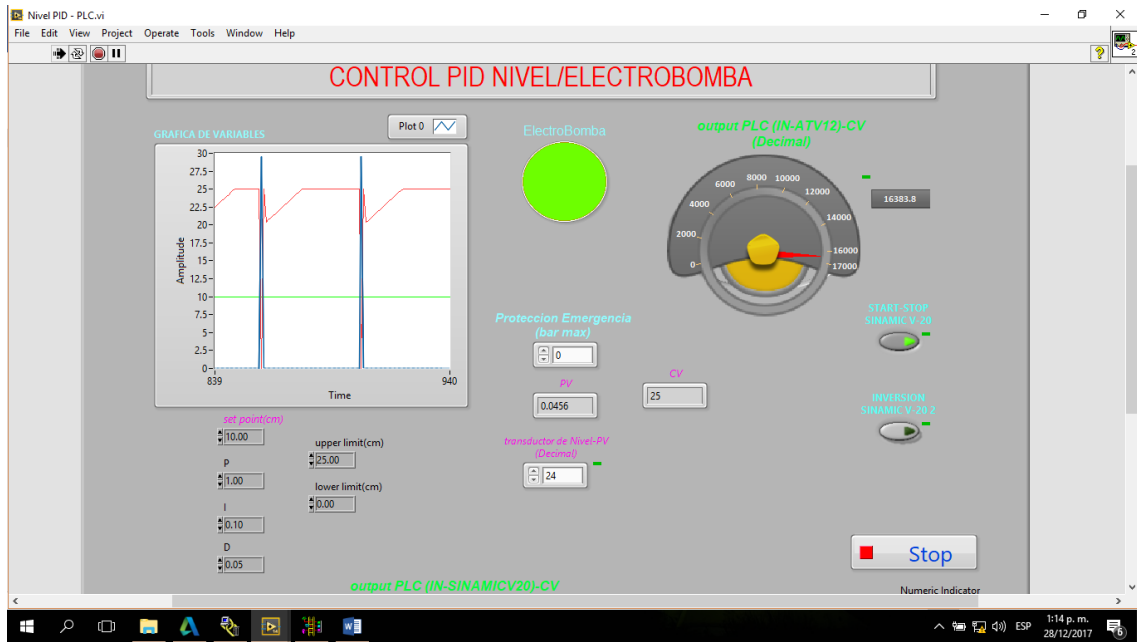 Nivel PID - PLC.vi
File Edit View Project Operate Tools Window Help
2
CONTROL PID NIVEL/ELECTROBOMBA
GRAFICA DE VARIABLES
Plot 0
30
27.5
25
22.5
20
17.5
15
12.5
10
7.5
5
2.5
0
Amplitude
839
940
Time
ElectroBomba
output PLC (IN-ATV12)-CV
(Decimal)
0
2000
4000
6000
8000
10000
12000
14000
16000
17000
16383.8
Proteccion Emergencia
(bar max)
0
PV
0.0456
CV
25
transductor de Nivel-PV
(Decimal)
24
START-STOP
SINAMIC V-20
INVERSION
SINAMIC V-20 2
set point(cm)
10.00
P
1.00
I
0.10
D
0.05
upper limit(cm)
25.00
lower limit(cm)
0.00
Stop
output PLC (IN-SINAMICV20)-CV
Numeric Indicator
ESP
1:14 p. m.
28/12/2017
6